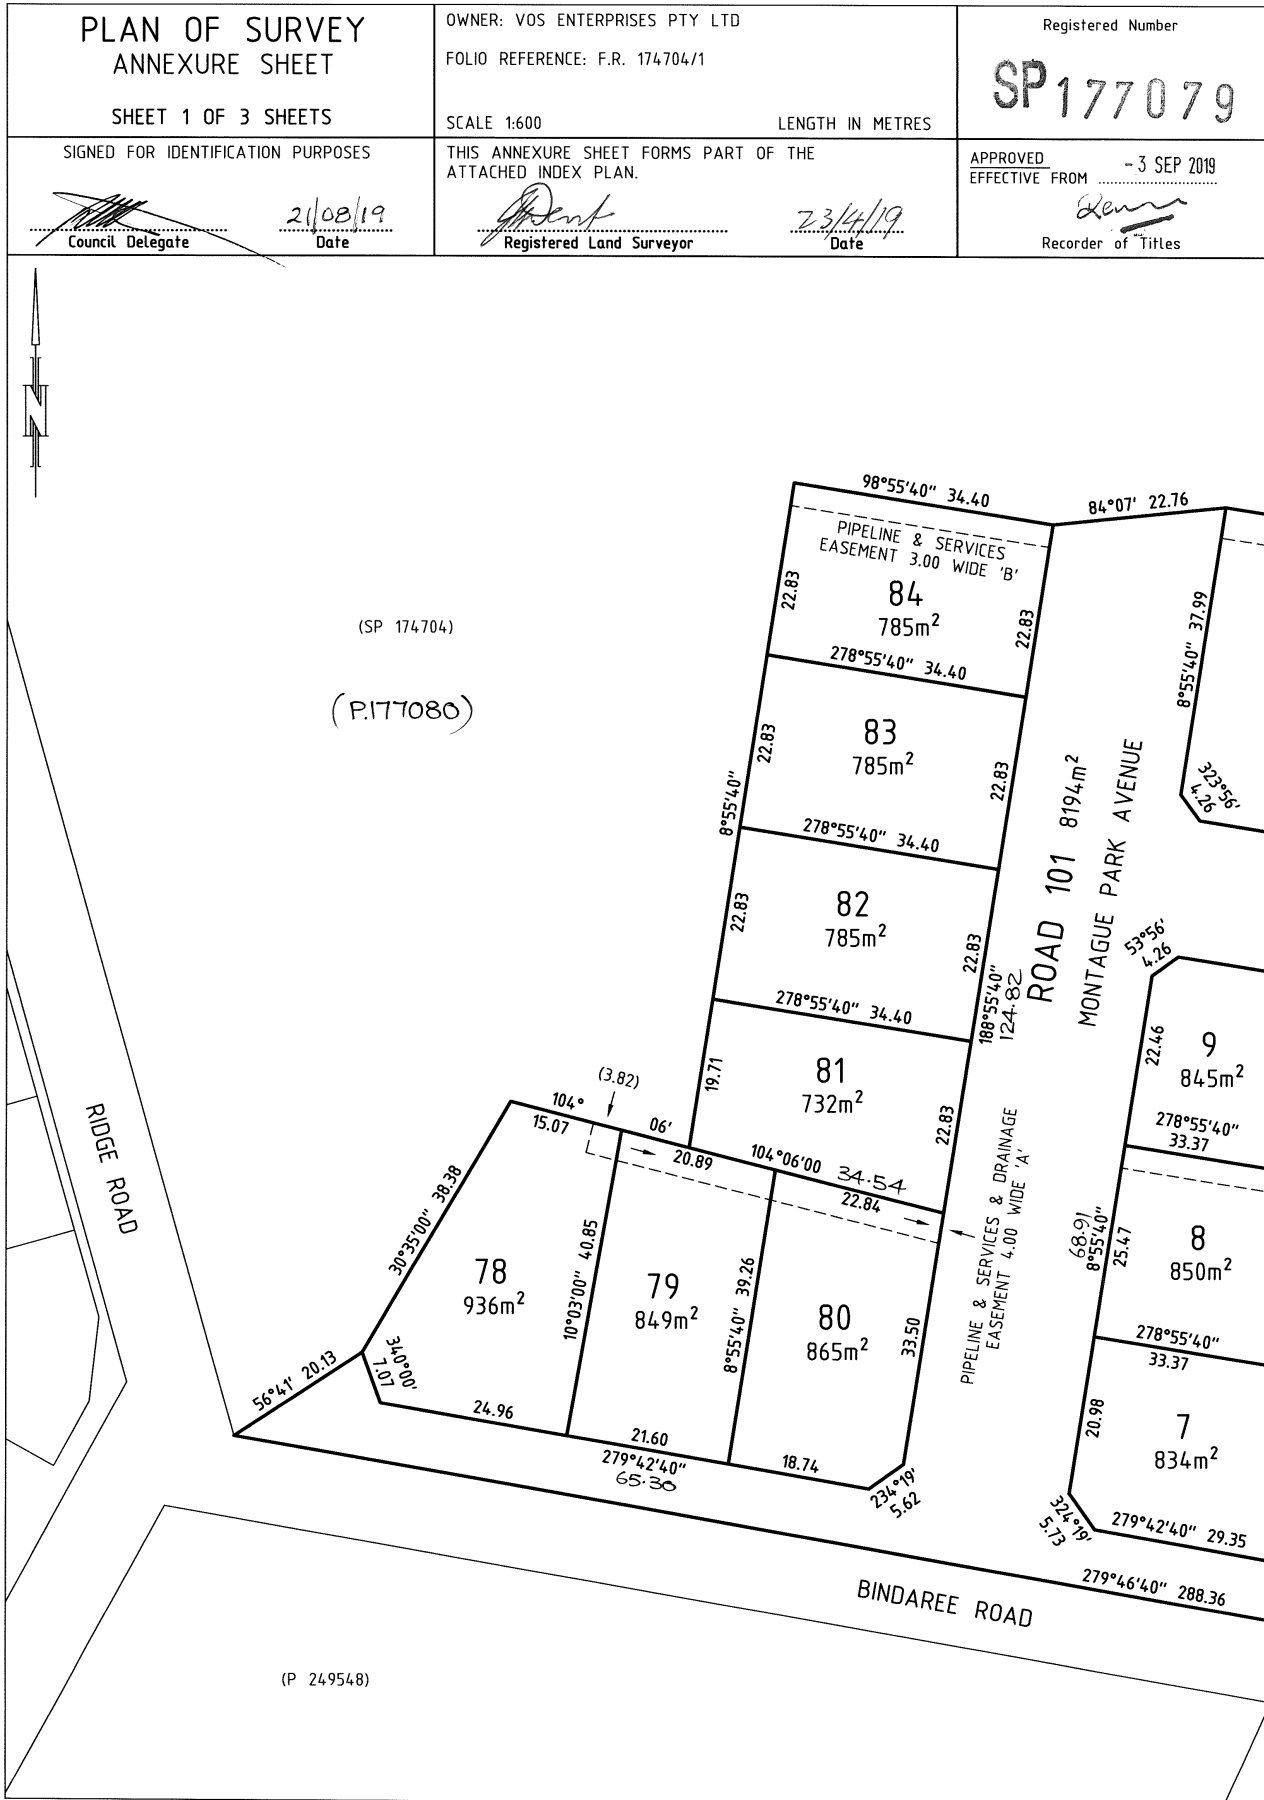 PLAN OF SURVEY
ANNEXURE SHEET
SHEET 1 OF 3 SHEETS
OWNER: VOS ENTERPRISES PTY LTD
FOLIO REFERENCE: F.R. 174704/1
SCALE 1:600 LENGTH IN METRES
Registered Number
SP177079
SIGNED FOR IDENTIFICATION PURPOSES
21/08/19
Council Delegate Date
THIS ANNEXURE SHEET FORMS PART OF THE
ATTACHED INDEX PLAN.
23/4/19
Registered Land Surveyor Date
APPROVED
EFFECTIVE FROM -3 SEP 2019
Recorder of Titles
N
98°55'40" 34.40
84°07' 22.76
PIPELINE & SERVICES
EASEMENT 3.00 WIDE 'B'
22.83
84
785m²
22.83
8°55'40" 37.99
(SP 174704)
278°55'40" 34.40
(P.177080)
22.83
83
785m²
22.83
8°55'40"
323°56'
4.26
278°55'40" 34.40
ROAD 101 8194m²
MONTAGUE PARK AVENUE
22.83
82
785m²
22.83
188°55'40"
124.82
53°56'
4.26
278°55'40" 34.40
22.46
9
845m²
19.71
81
732m²
22.83
(3.82)
104°
06'
15.07
20.89
104°06'00
34.54
22.84
278°55'40"
33.37
RIDGE ROAD
30°35'00" 38.38
PIPELINE & SERVICES & DRAINAGE
EASEMENT 4.00 WIDE 'A'
68.91
8°55'40"
25.47
8
850m²
78
936m²
10°03'00" 40.85
79
849m²
8°55'40" 39.26
80
865m²
33.50
278°55'40"
33.37
56°41' 20.13
340°00'
7.07
24.96
21.60
279°42'40"
65.30
18.74
234°19'
5.62
20.98
7
834m²
324°19'
5.73
279°42'40" 29.35
279°46'40" 288.36
BINDAREE ROAD
(P 249548)